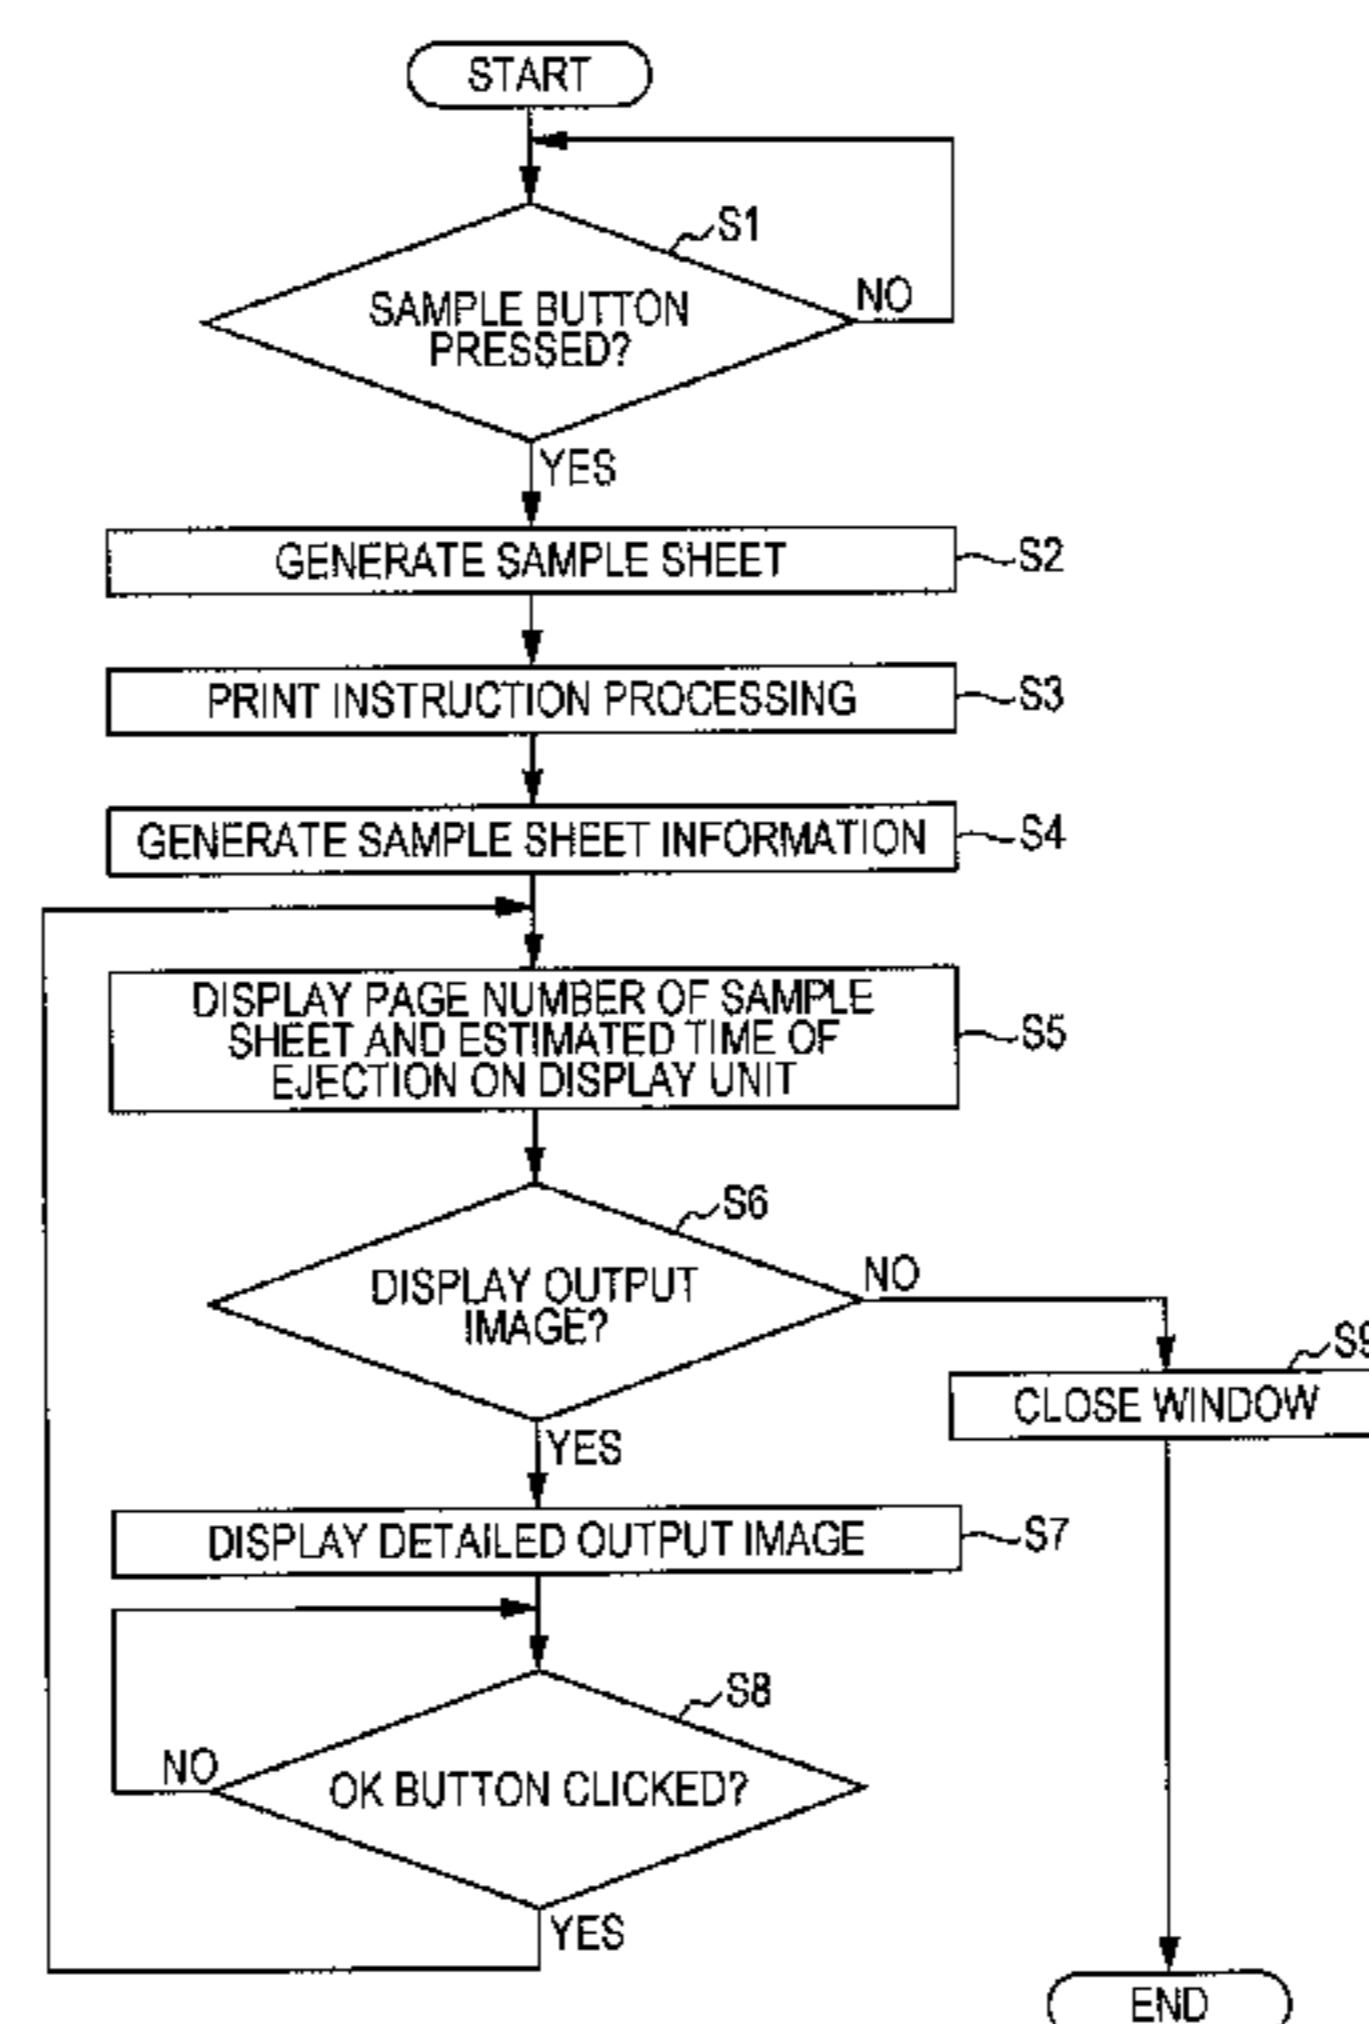 START
S1
SAMPLE BUTTON
PRESSED?
NO
YES
GENERATE SAMPLE SHEET
S2
PRINT INSTRUCTION PROCESSING
S3
GENERATE SAMPLE SHEET INFORMATION
S4
DISPLAY PAGE NUMBER OF SAMPLE
SHEET AND ESTIMATED TIME OF
EJECTION ON DISPLAY UNIT
S5
S6
DISPLAY OUTPUT
IMAGE?
NO
S9
CLOSE WINDOW
YES
DISPLAY DETAILED OUTPUT IMAGE
S7
S8
OK BUTTON CLICKED?
NO
YES
END